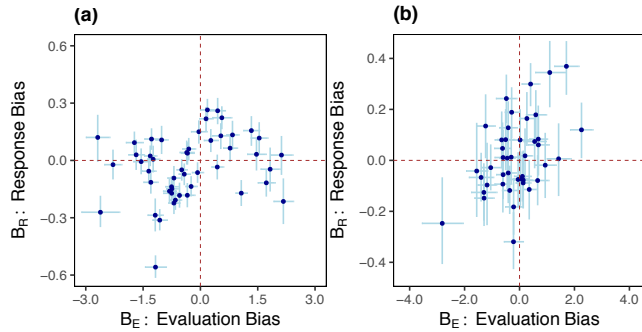 (a)
(b)
B_R : Response Bias
0.6
0.3
0.0
−0.3
−0.6
−3.0 −1.5 0.0 1.5 3.0
B_E : Evaluation Bias
B_R : Response Bias
0.4
0.2
0.0
−0.2
−0.4
−4.0 −2.0 0.0 2.0 4.0
B_E : Evaluation Bias